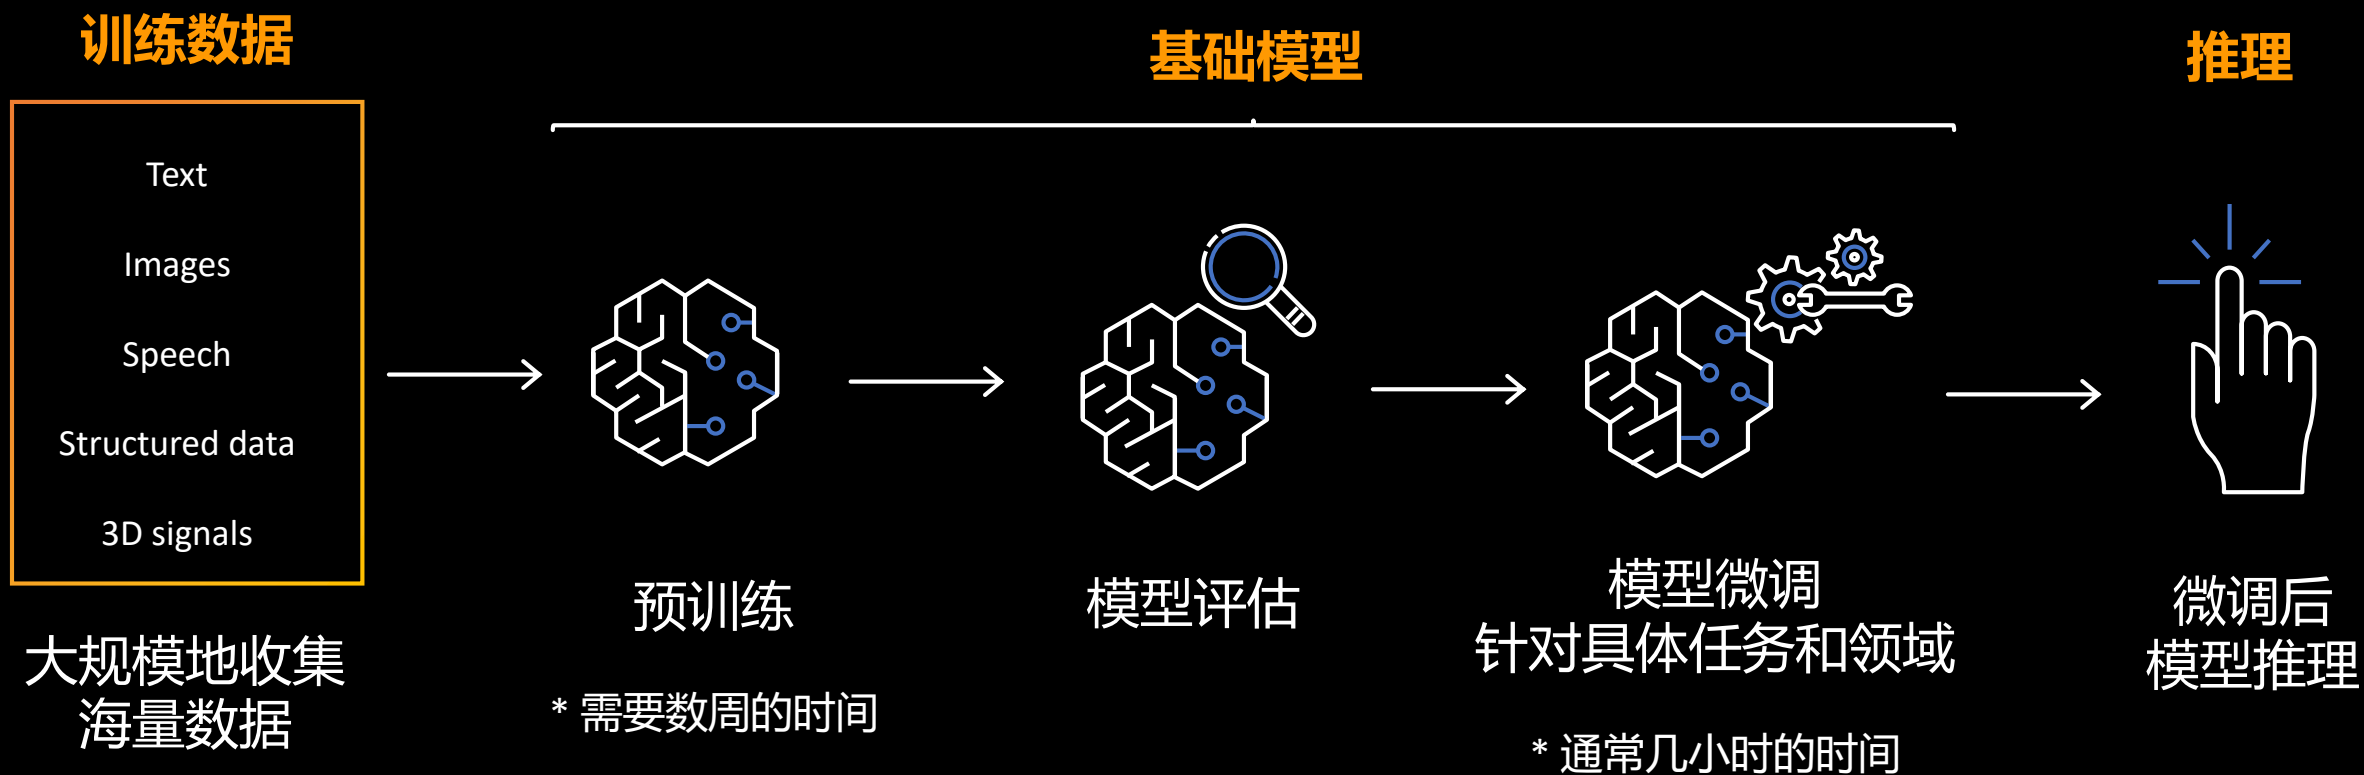 训练数据
Text
Images
Speech
Structured data
3D signals
大规模地收集
海量数据
基础模型
预训练
* 需要数周的时间
模型评估
模型微调
针对具体任务和领域
* 通常几小时的时间
推理
微调后
模型推理